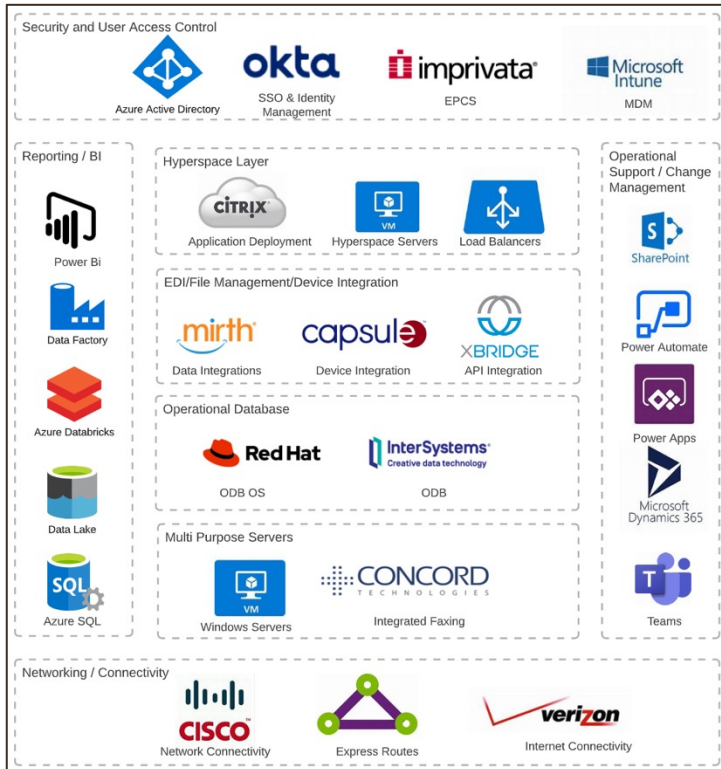 Security and User Access Control
Azure Active Directory
okta
SSO & Identity
Management
imprivata®
EPCS
Microsoft
Intune
MDM
Reporting / BI
Power Bi
Data Factory
Azure Databricks
Data Lake
SQL
Azure SQL
Hyperspace Layer
CİTRIX®
Application Deployment
VM
Hyperspace Servers
Load Balancers
EDI/File Management/Device Integration
mirth®
Data Integrations
capsule™
Device Integration
XBRIDGE
API Integration
Operational Database
Red Hat
ODB OS
InterSystems®
Creative data technology
ODB
Multi Purpose Servers
VM
Windows Servers
CONCORD
TECHNOLOGIES
Integrated Faxing
Operational
Support / Change
Management
S
SharePoint
Power Automate
Power Apps
Microsoft
Dynamics 365
T
Teams
Networking / Connectivity
CISCO™
Network Connectivity
Express Routes
verizon
Internet Connectivity